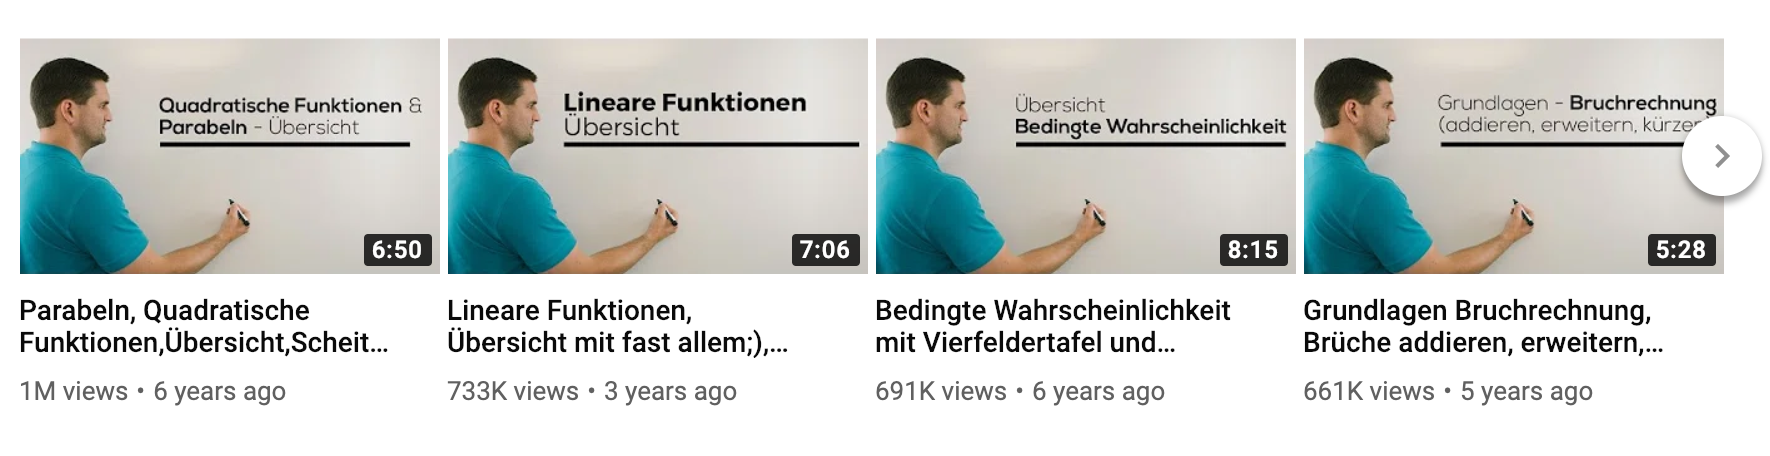 Quadratische Funktionen &
Parabeln - Übersicht
6:50
Parabeln, Quadratische
Funktionen,Übersicht,Scheit...
1M views • 6 years ago
Lineare Funktionen
Übersicht
7:06
Lineare Funktionen,
Übersicht mit fast allem;),...
733K views • 3 years ago
Übersicht
Bedingte Wahrscheinlichkeit
8:15
Bedingte Wahrscheinlichkeit
mit Vierfeldertafel und...
691K views • 6 years ago
Grundlagen - Bruchrechnung
(addieren, erweitern, kürzen
5:28
Grundlagen Bruchrechnung,
Brüche addieren, erweitern,...
661K views • 5 years ago